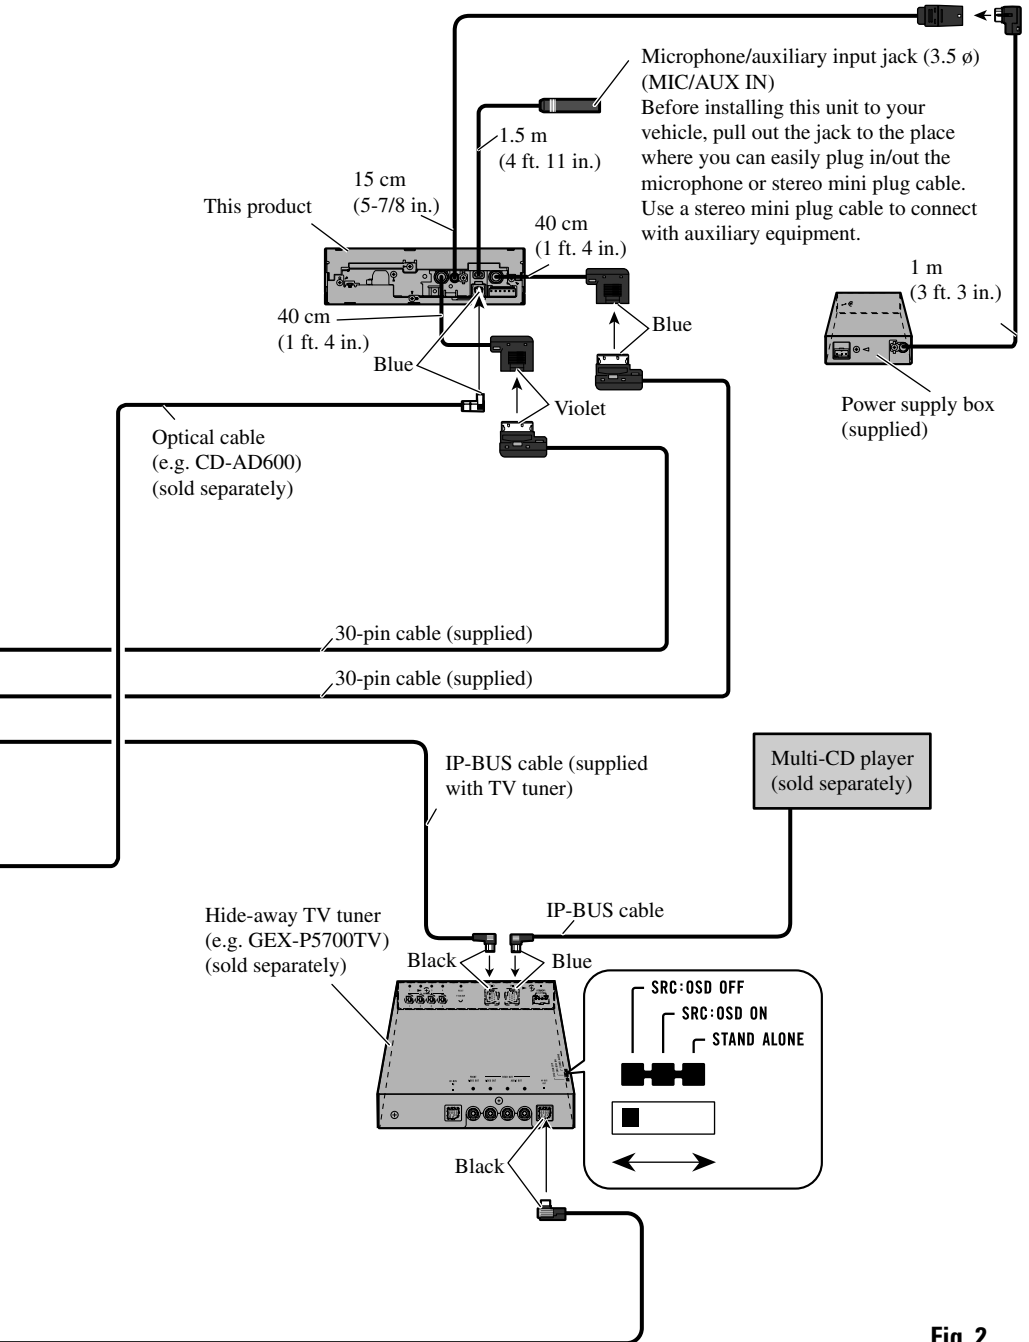 Microphone/auxiliary input jack (3.5 ø)
(MIC/AUX IN)
Before installing this unit to your
vehicle, pull out the jack to the place
where you can easily plug in/out the
microphone or stereo mini plug cable.
Use a stereo mini plug cable to connect
with auxiliary equipment.
1.5 m
(4 ft. 11 in.)
15 cm
(5-7/8 in.)
This product
40 cm
(1 ft. 4 in.)
1 m
(3 ft. 3 in.)
40 cm
(1 ft. 4 in.)
Blue
Blue
Violet
Power supply box
(supplied)
Optical cable
(e.g. CD-AD600)
(sold separately)
30-pin cable (supplied)
30-pin cable (supplied)
IP-BUS cable (supplied
with TV tuner)
Multi-CD player
(sold separately)
Hide-away TV tuner
(e.g. GEX-P5700TV)
(sold separately)
IP-BUS cable
Black
Blue
SRC:OSD OFF
SRC:OSD ON
STAND ALONE
Black
Fig. 2